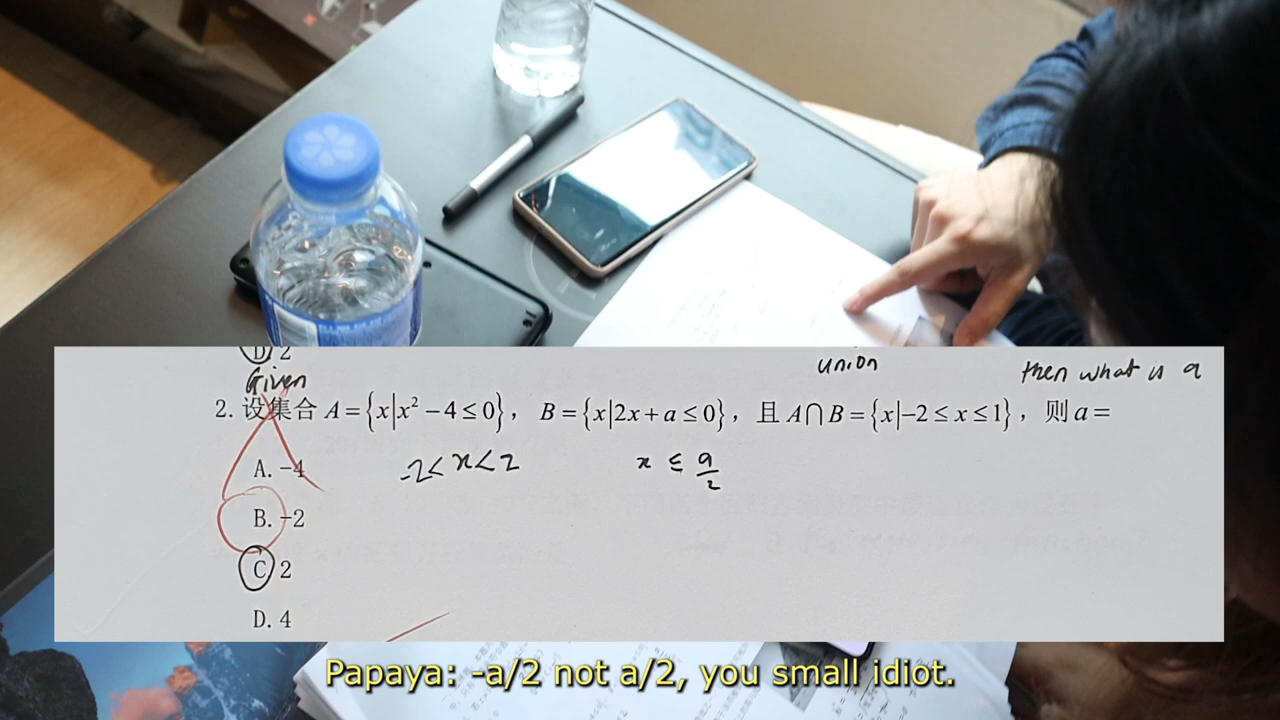 D. 2
Given union then what is a
2. 设集合 A={x|x²−4≤0}, B={x|2x+a≤0}, 且 A∩B={x|−2≤x≤1}, 则 a=
A. −4 -2< x<2 x ≤ a/2
B. −2
C 2
D. 4
Papaya: -a/2 not a/2, you small idiot.